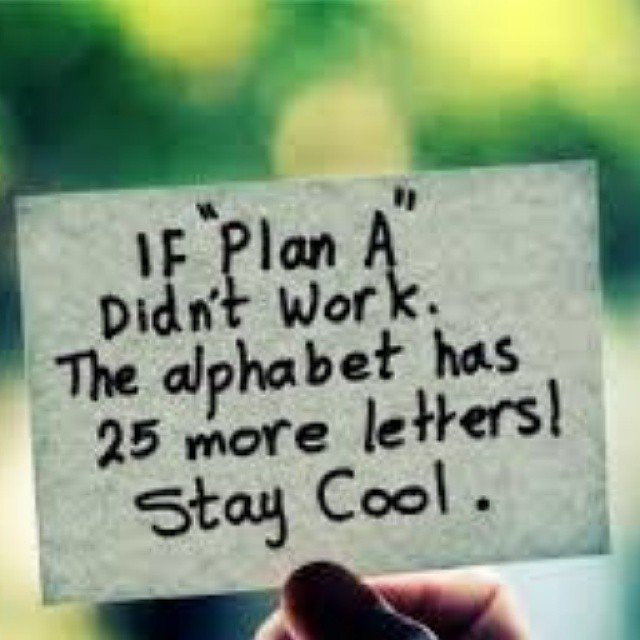 IF "Plan A"
Didn't Work.
The alphabet has
25 more letters!
Stay Cool.